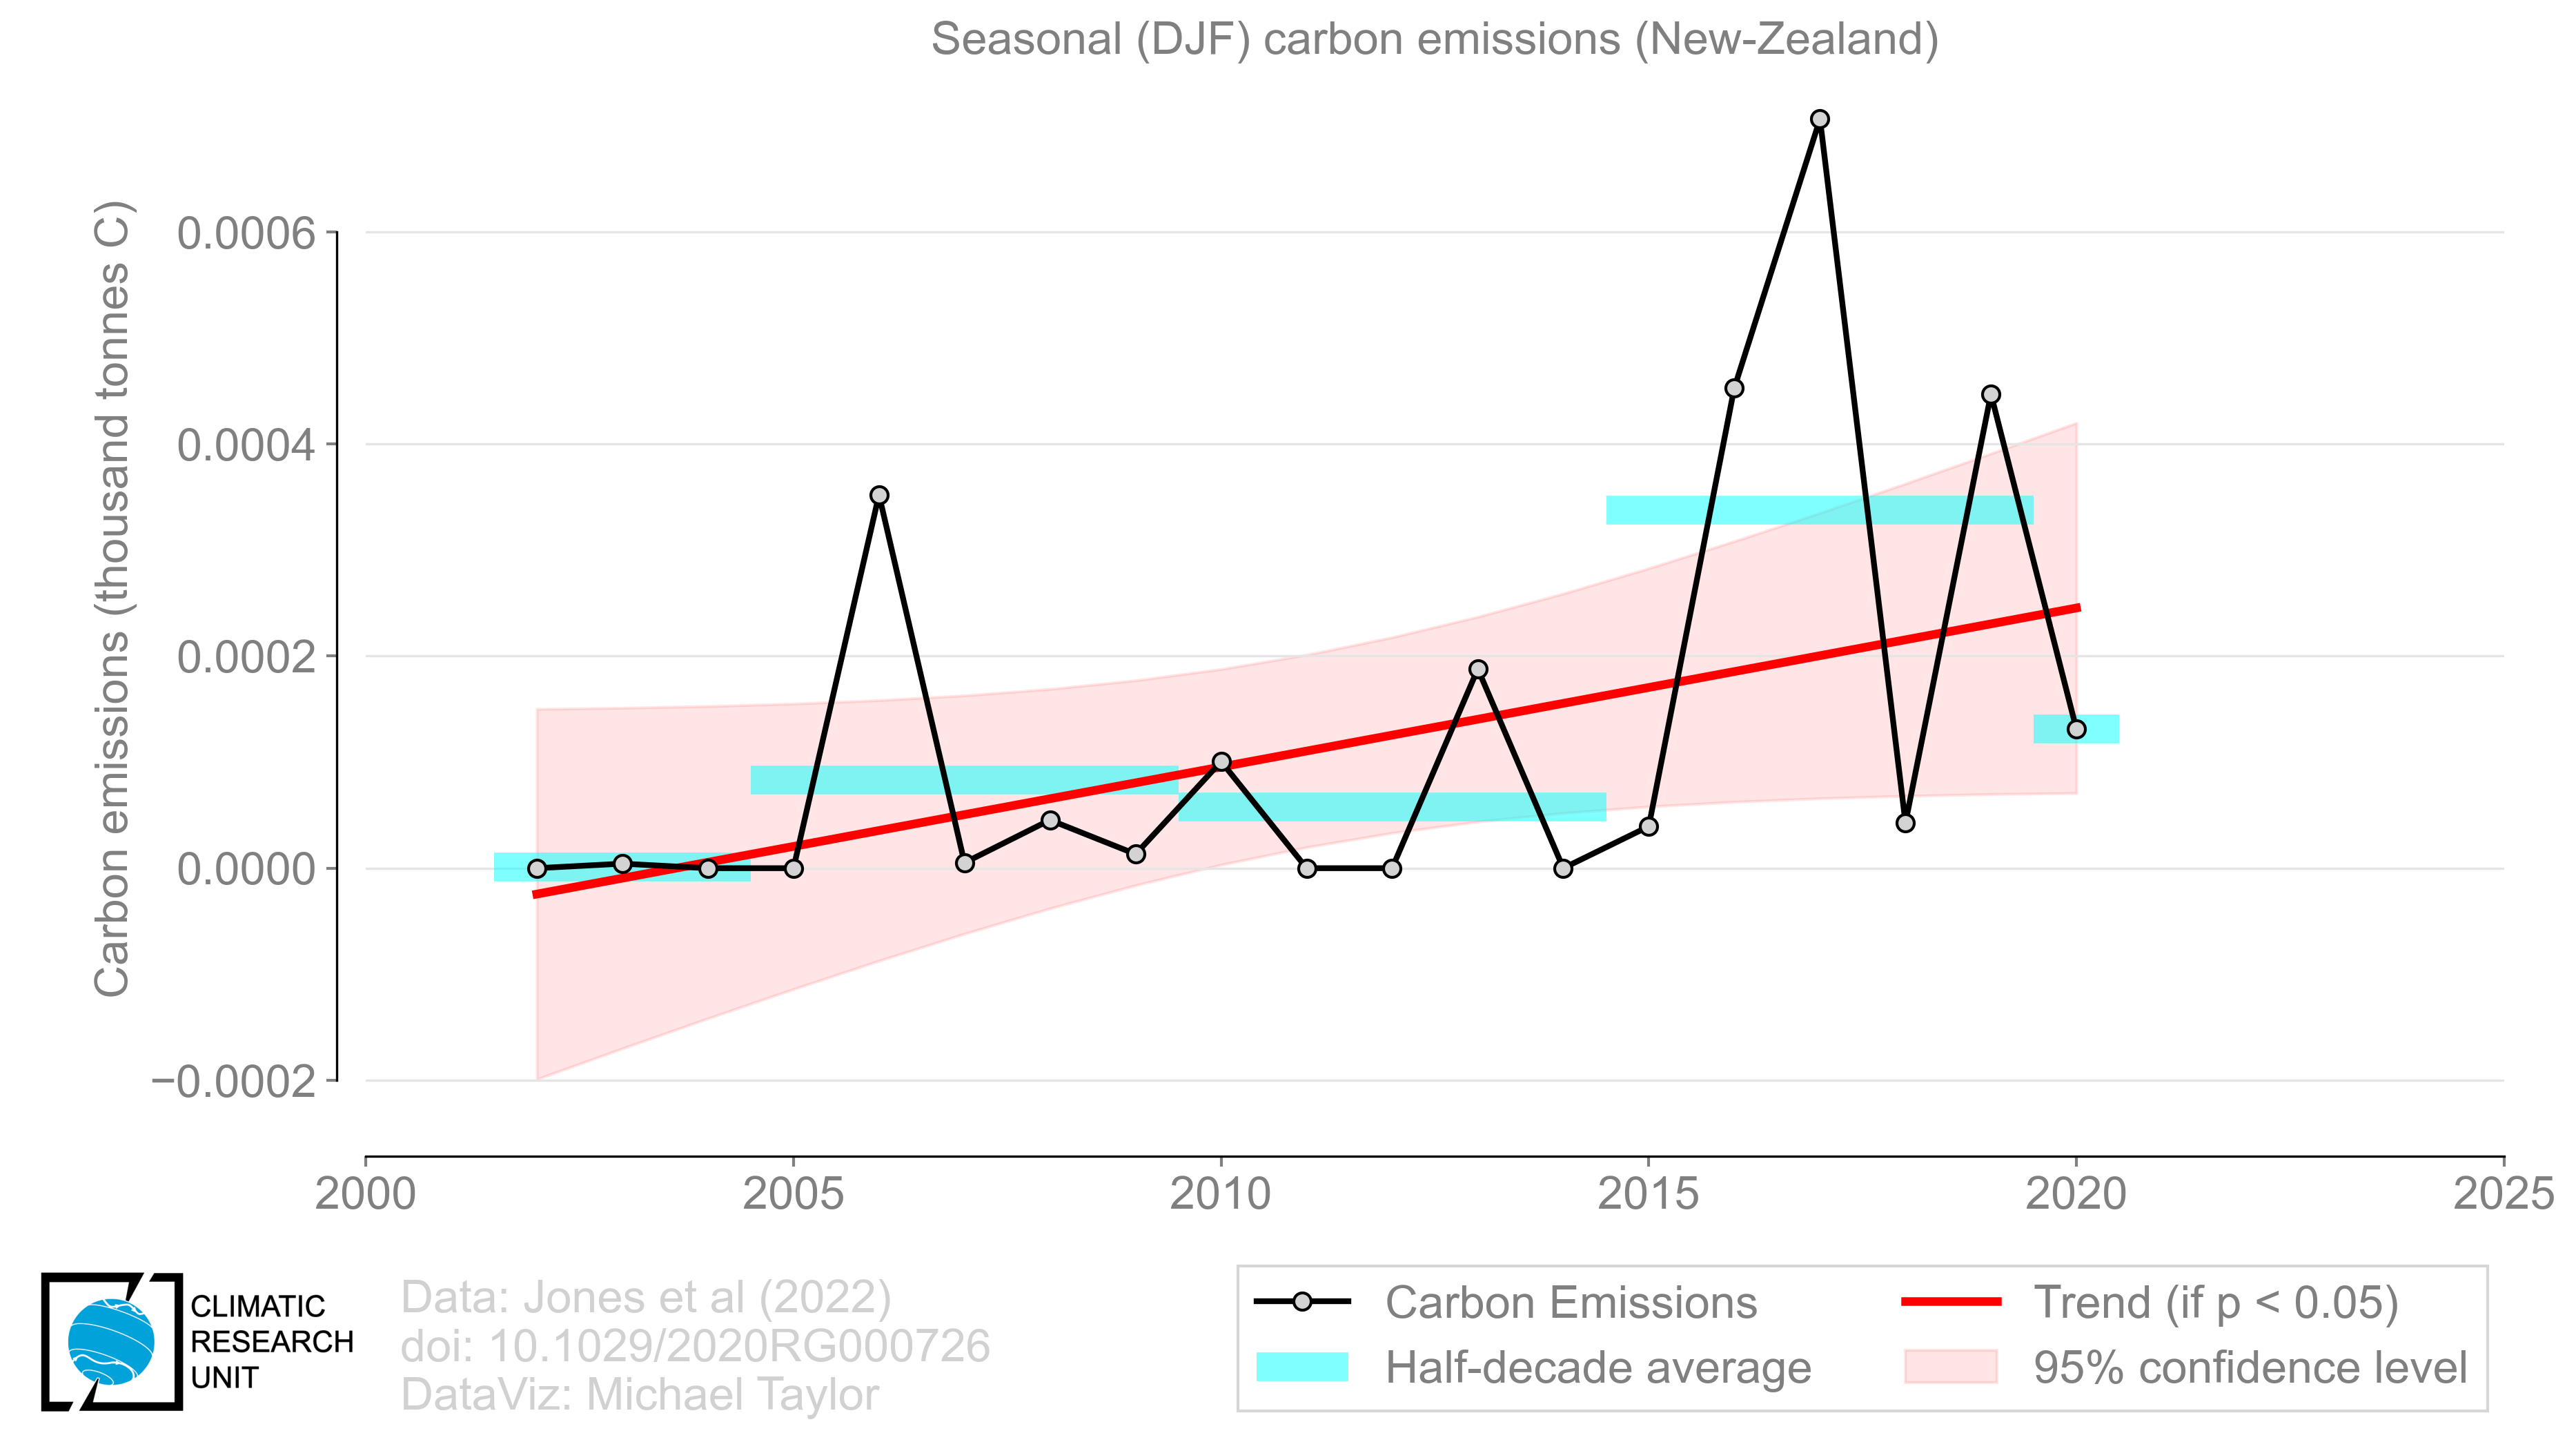 Seasonal (DJF) carbon emissions (New-Zealand)
Carbon emissions (thousand tonnes C)
0.0006
0.0004
0.0002
0.0000
−0.0002
2000 2005 2010 2015 2020 2025
CLIMATIC
RESEARCH
UNIT
Data: Jones et al (2022)
doi: 10.1029/2020RG000726
DataViz: Michael Taylor
Carbon Emissions
Half-decade average
Trend (if p < 0.05)
95% confidence level